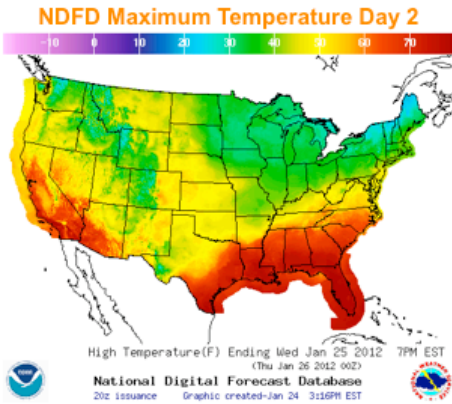 NDFD Maximum Temperature Day 2
-10 0 10 20 30 40 50 60 70
High Temperature(F) Ending Wed Jan 25 2012 7PM EST
(Thu Jan 26 2012 00Z)
National Digital Forecast Database
20z issuance Graphic created-Jan 24 3:16PM EST